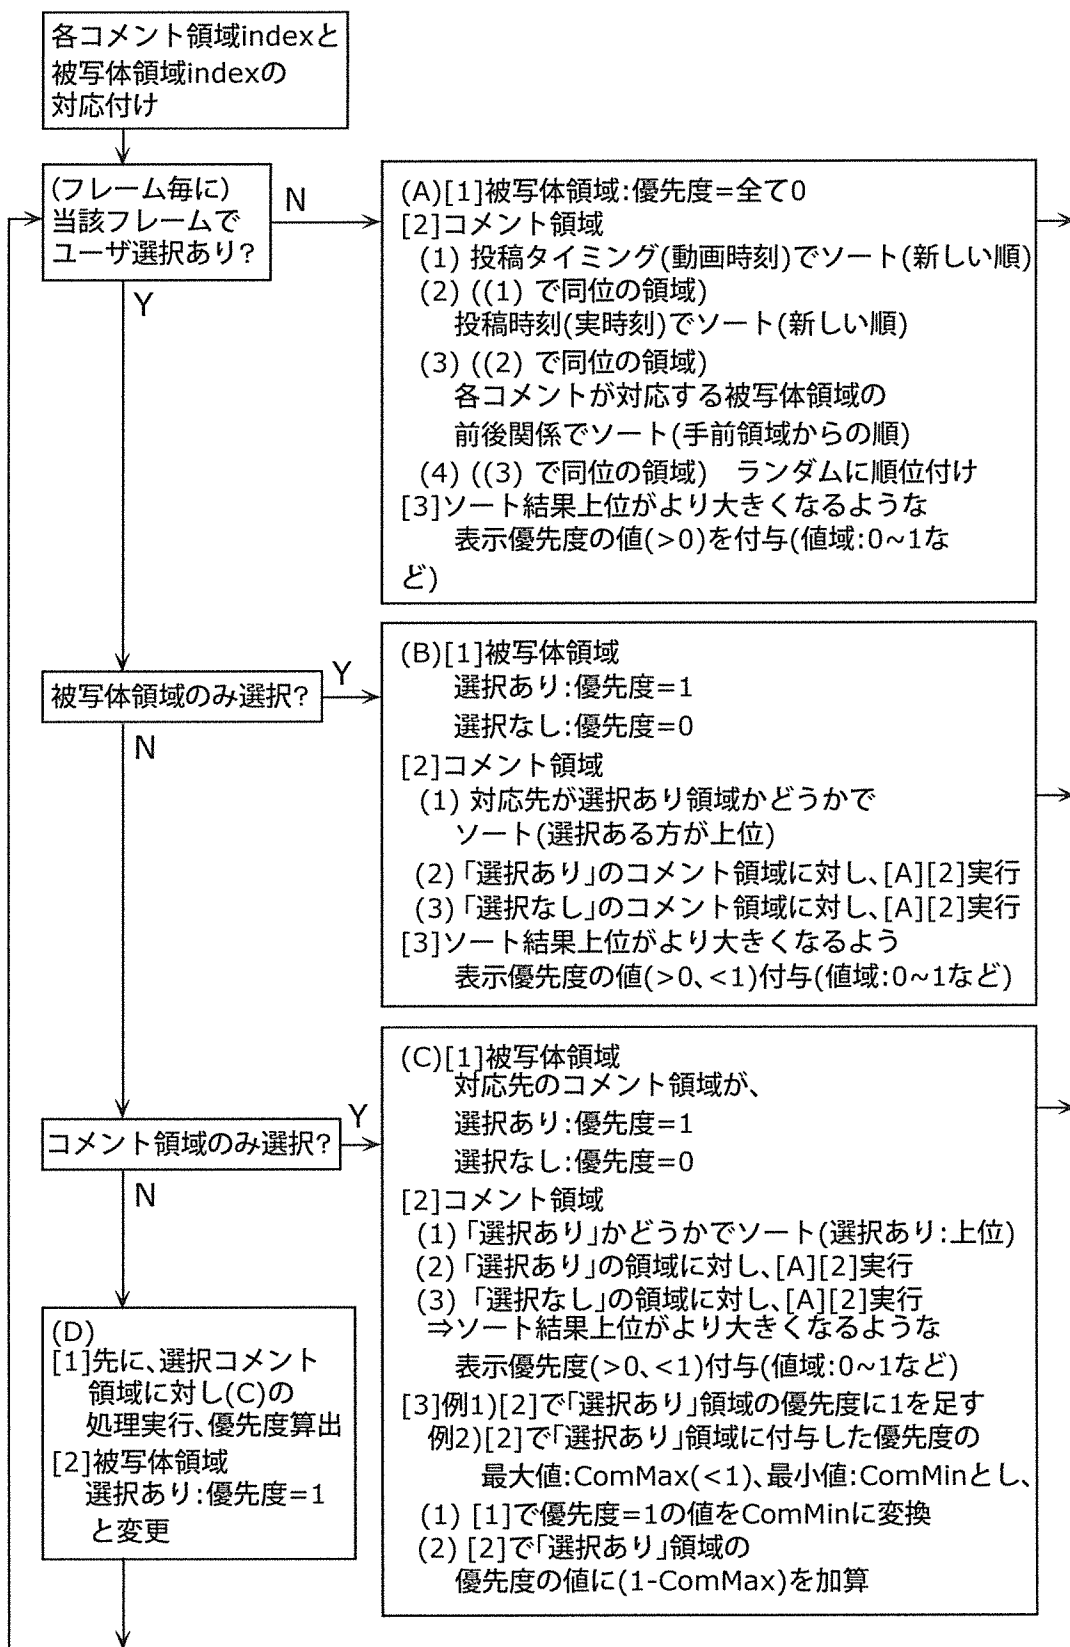 各コメント領域indexと
被写体領域indexの
対応付け
(フレーム毎に)
当該フレームで
ユーザ選択あり?
N
Y
(A)[1]被写体領域:優先度=全て0
[2]コメント領域
(1) 投稿タイミング(動画時刻)でソート(新しい順)
(2) ((1) で同位の領域)
投稿時刻(実時刻)でソート(新しい順)
(3) ((2) で同位の領域)
各コメントが対応する被写体領域の
前後関係でソート(手前領域からの順)
(4) ((3) で同位の領域) ランダムに順位付け
[3]ソート結果上位がより大きくなるような
表示優先度の値(>0)を付与(値域:0~1な
ど)
被写体領域のみ選択?
Y
N
(B)[1]被写体領域
選択あり:優先度=1
選択なし:優先度=0
[2]コメント領域
(1) 対応先が選択あり領域かどうかで
ソート(選択ある方が上位)
(2)「選択あり」のコメント領域に対し、[A][2]実行
(3)「選択なし」のコメント領域に対し、[A][2]実行
[3]ソート結果上位がより大きくなるよう
表示優先度の値(>0、<1)付与(値域:0~1など)
コメント領域のみ選択?
Y
N
(C)[1]被写体領域
対応先のコメント領域が、
選択あり:優先度=1
選択なし:優先度=0
[2]コメント領域
(1)「選択あり」かどうかでソート(選択あり:上位)
(2)「選択あり」の領域に対し、[A][2]実行
(3) 「選択なし」の領域に対し、[A][2]実行
⇒ソート結果上位がより大きくなるような
表示優先度(>0、<1)付与(値域:0~1など)
[3]例1)[2]で「選択あり」領域の優先度に1を足す
例2)[2]で「選択あり」領域に付与した優先度の
最大値:ComMax(<1)、最小値:ComMinとし、
(1) [1]で優先度=1の値をComMinに変換
(2) [2]で「選択あり」領域の
優先度の値に(1-ComMax)を加算
(D)
[1]先に、選択コメント
領域に対し(C)の
処理実行、優先度算出
[2]被写体領域
選択あり:優先度=1
と変更